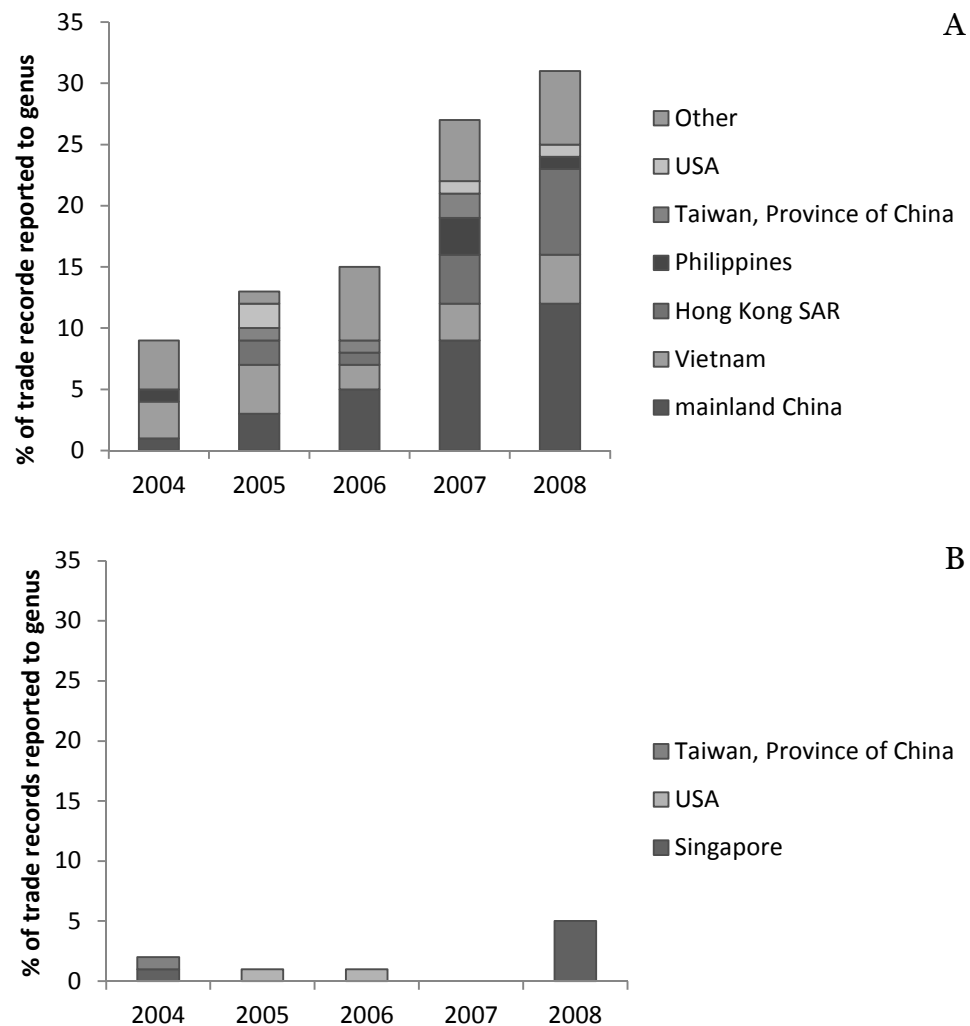 A
% of trade recorde reported to genus
35
30
25
20
15
10
5
0
2004 2005 2006 2007 2008
Other
USA
Taiwan, Province of China
Philippines
Hong Kong SAR
Vietnam
mainland China
B
% of trade records reported to genus
35
30
25
20
15
10
5
0
2004 2005 2006 2007 2008
Taiwan, Province of China
USA
Singapore